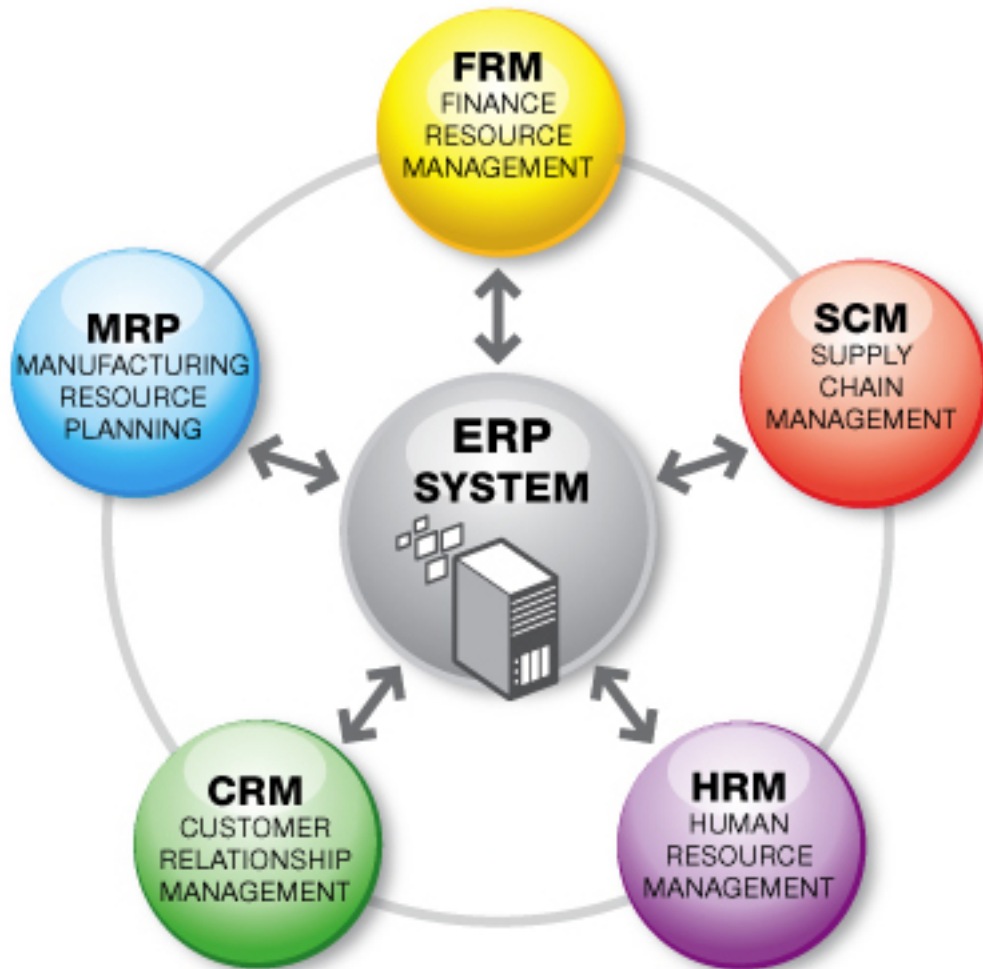 FRM
FINANCE
RESOURCE
MANAGEMENT
MRP
MANUFACTURING
RESOURCE
PLANNING
SCM
SUPPLY
CHAIN
MANAGEMENT
ERP
SYSTEM
CRM
CUSTOMER
RELATIONSHIP
MANAGEMENT
HRM
HUMAN
RESOURCE
MANAGEMENT